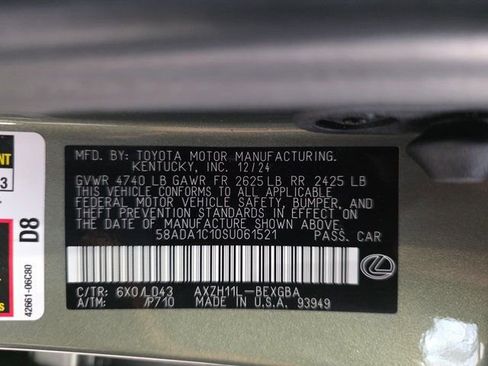 MFD. BY: TOYOTA MOTOR MANUFACTURING.
KENTUCKY, INC. 12/24
GVWR 4740 LB GAWR FR 2625 LB RR 2425 LB
THIS VEHICLE CONFORMS TO ALL APPLICABLE
FEDERAL MOTOR VEHICLE SAFETY, BUMPER, AND
THEFT PREVENTION STANDARDS IN EFFECT ON
THE DATE OF MANUFACTURE SHOWN ABOVE.
58ADA1C10SU061521 PASS. CAR
C/TR: 6X0/L043 AXZH11L-BEXGBA
A/TM: /P710 MADE IN U.S.A. 93949
D8
42661-06C80